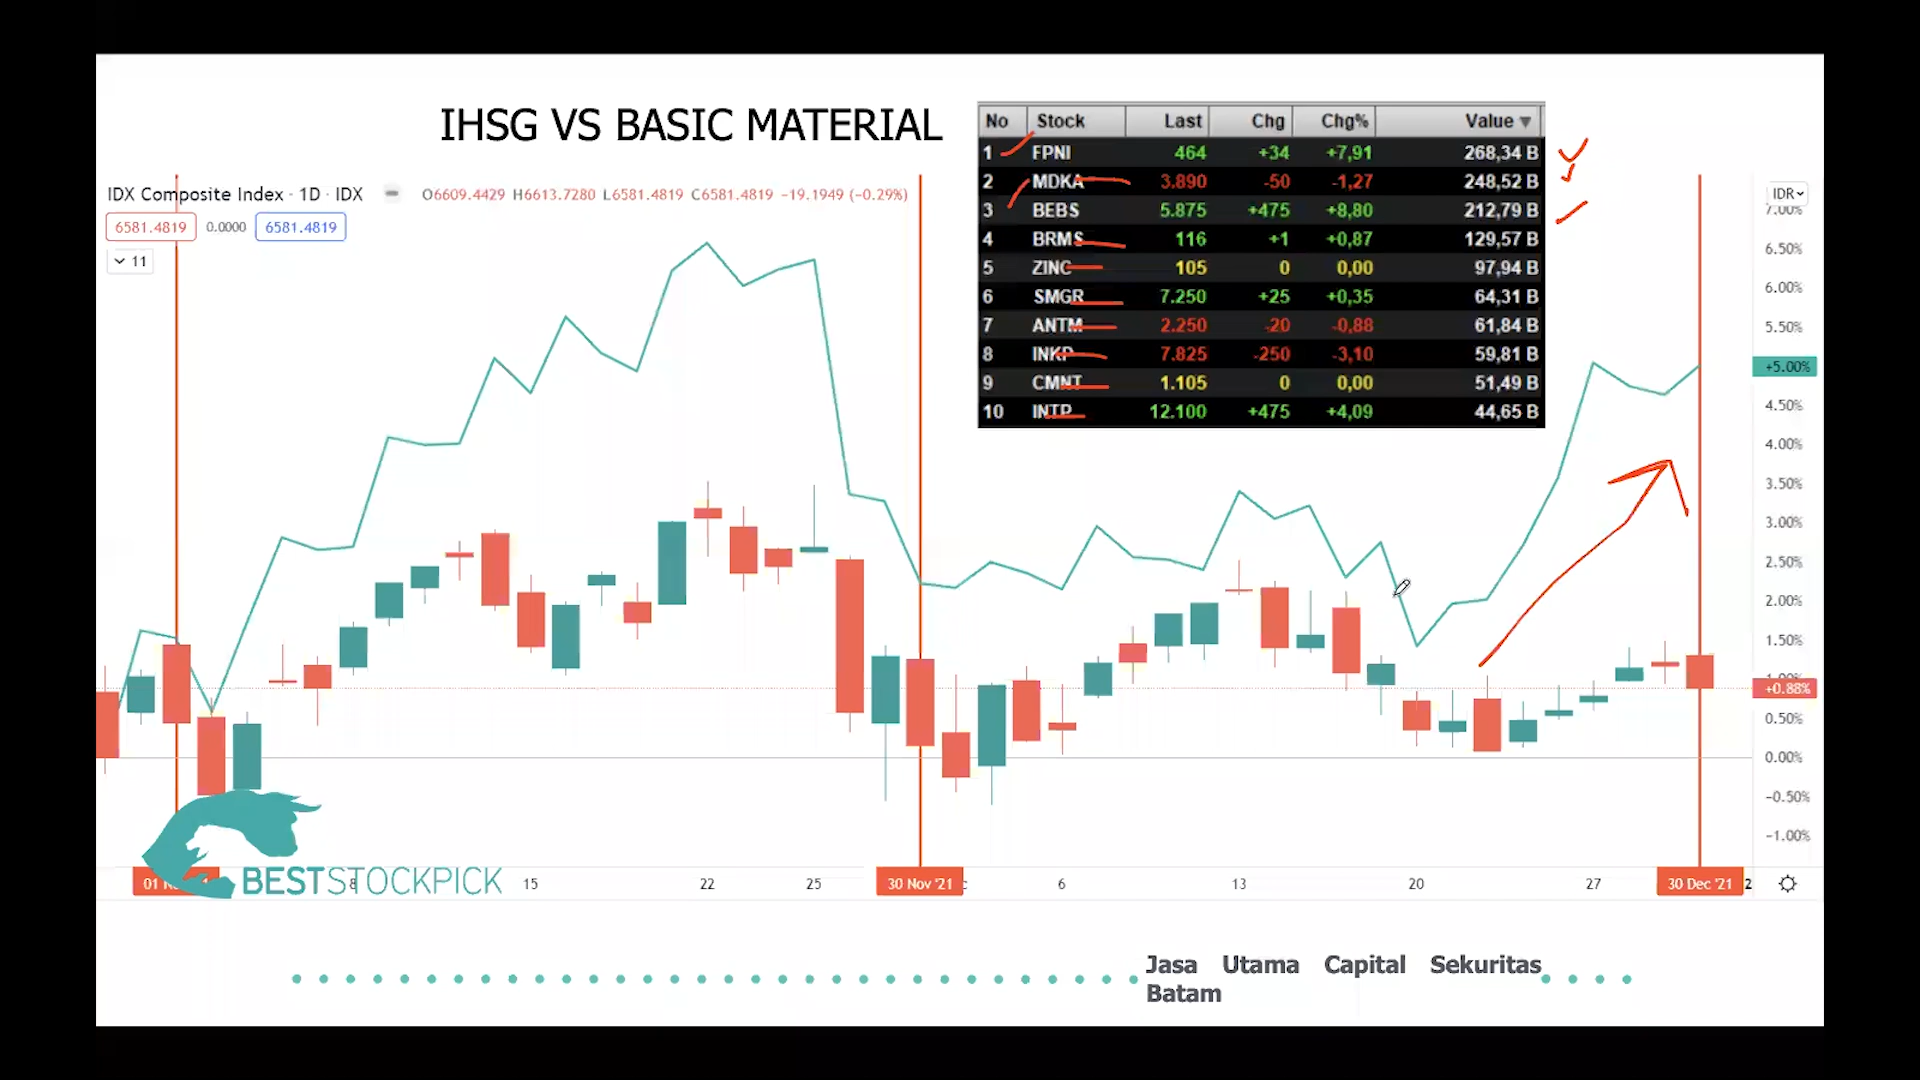 IHSG VS BASIC MATERIAL
IDX Composite Index · 1D · IDX
O6609.4429 H6613.7280 L6581.4819 C6581.4819 −19.1949 (−0.29%)
6581.4819 0.0000 6581.4819
11
No Stock Last Chg Chg% Value
1 FPNI 464 +34 +7,91 268,34 B
2 MDKA 3.890 -50 -1,27 248,52 B
3 BEBS 5.875 +475 +8,80 212,79 B
4 BRMS 116 +1 +0,87 129,57 B
5 ZINC 105 0 0,00 97,94 B
6 SMGR 7.250 +25 +0,35 64,31 B
7 ANTM 2.250 -20 -0,88 61,84 B
8 INKP 7.825 -250 -3,10 59,81 B
9 CMNT 1.105 0 0,00 51,49 B
10 INTP 12.100 +475 +4,09 44,65 B
IDR
7.00%
6.50%
6.00%
5.50%
+5.00%
4.50%
4.00%
3.50%
3.00%
2.50%
2.00%
1.50%
1.00%
+0.88%
0.50%
0.00%
−0.50%
−1.00%
01 8 15 22 25 30 Nov '21 6 13 20 27 30 Dec '21 2
BESTSTOCKPICK
Jasa Utama Capital Sekuritas
Batam